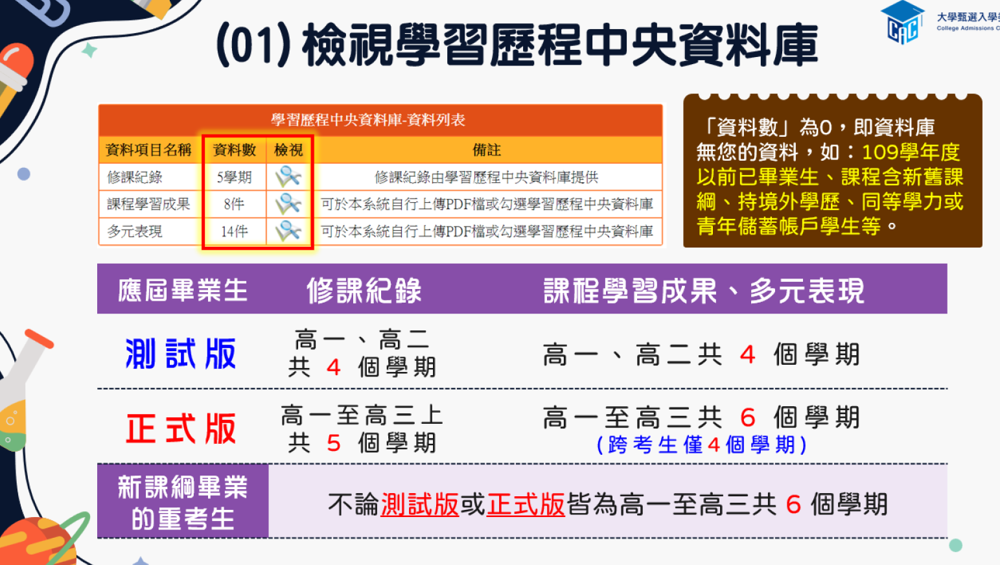 (01)檢視學習歷程中央資料庫
大學甄選入學
College Admissions C
學習歷程中央資料庫-資料列表
資料項目名稱 資料數 檢視 備註
修課紀錄 5學期 修課紀錄由學習歷程中央資料庫提供
課程學習成果 8件 可於本系統自行上傳PDF檔或勾選學習歷程中央資料庫
多元表現 14件 可於本系統自行上傳PDF檔或勾選學習歷程中央資料庫
「資料數」為0，即資料庫
無您的資料，如：109學年度
以前已畢業生、課程含新舊課
綱、持境外學歷、同等學力或
青年儲蓄帳戶學生等。
應屆畢業生 修課紀錄 課程學習成果、多元表現
測試版
高一、高二
共 4 個學期
高一、高二共 4 個學期
正式版
高一至高三上
共 5 個學期
高一至高三共 6 個學期
(跨考生僅4個學期)
新課綱畢業
的重考生
不論測試版或正式版皆為高一至高三共 6 個學期